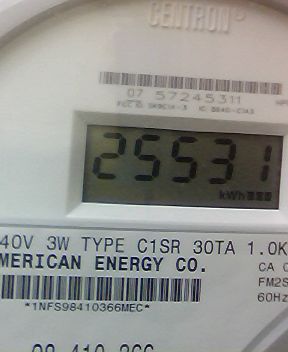 CENTRON
07 57245311
25531
kWh
40V 3W TYPE C1SR 30TA 1.0K
MERICAN ENERGY CO.
CA
FM2S
60Hz
*1NFS98410366MEC*